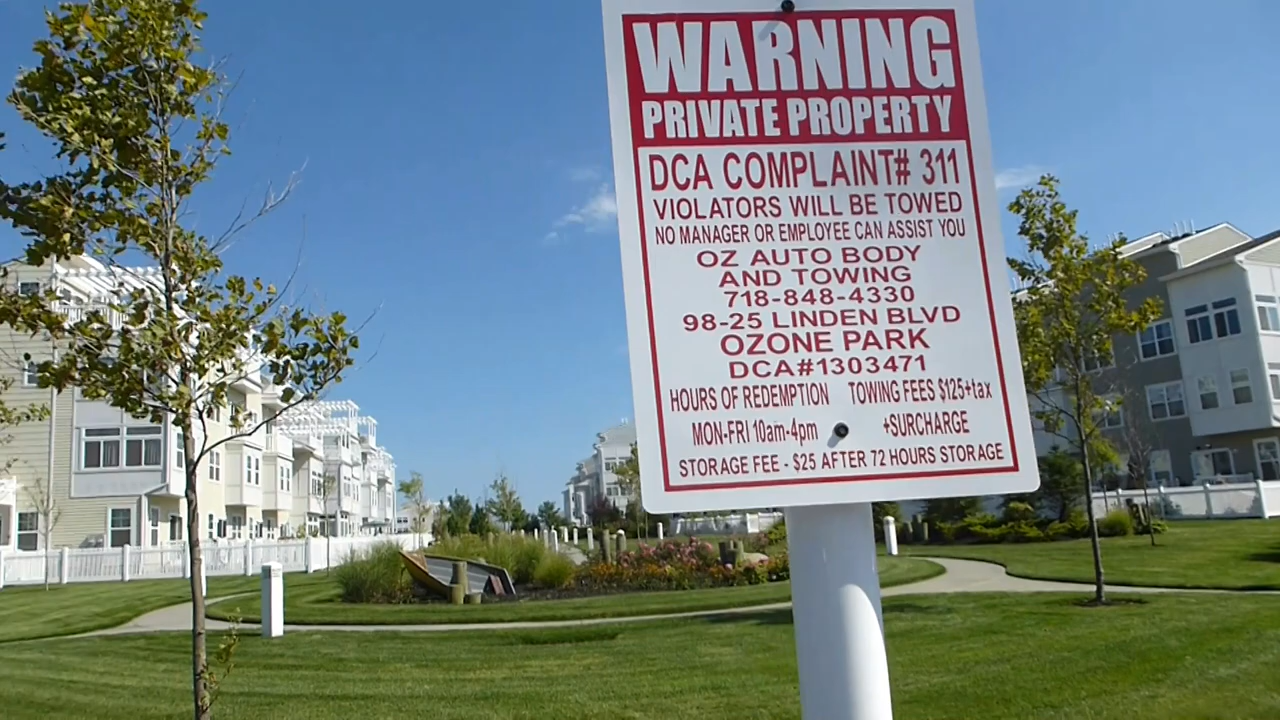 WARNING
PRIVATE PROPERTY
DCA COMPLAINT# 311
VIOLATORS WILL BE TOWED
NO MANAGER OR EMPLOYEE CAN ASSIST YOU
OZ AUTO BODY
AND TOWING
718-848-4330
98-25 LINDEN BLVD
OZONE PARK
DCA#1303471
HOURS OF REDEMPTION TOWING FEES $125+tax
MON-FRI 10am-4pm +SURCHARGE
STORAGE FEE - $25 AFTER 72 HOURS STORAGE